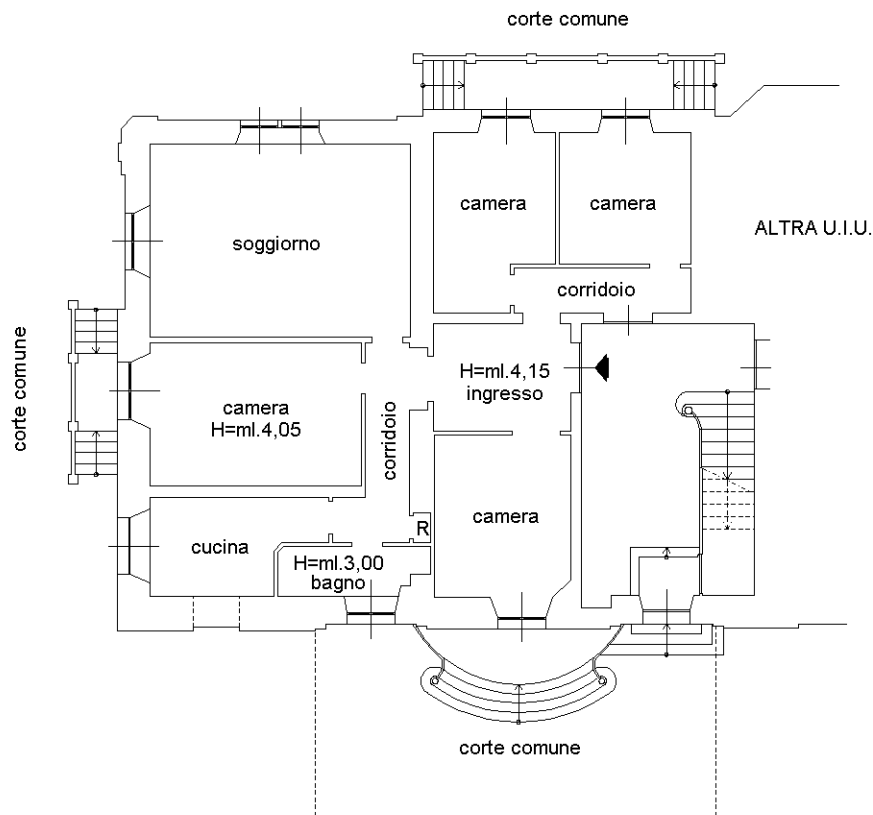 corte comune
camera
camera
ALTRA U.I.U.
soggiorno
corridoio
corte comune
H=ml.4,15
ingresso
camera
H=ml.4,05
corridoio
camera
R
cucina
H=ml.3,00
bagno
corte comune